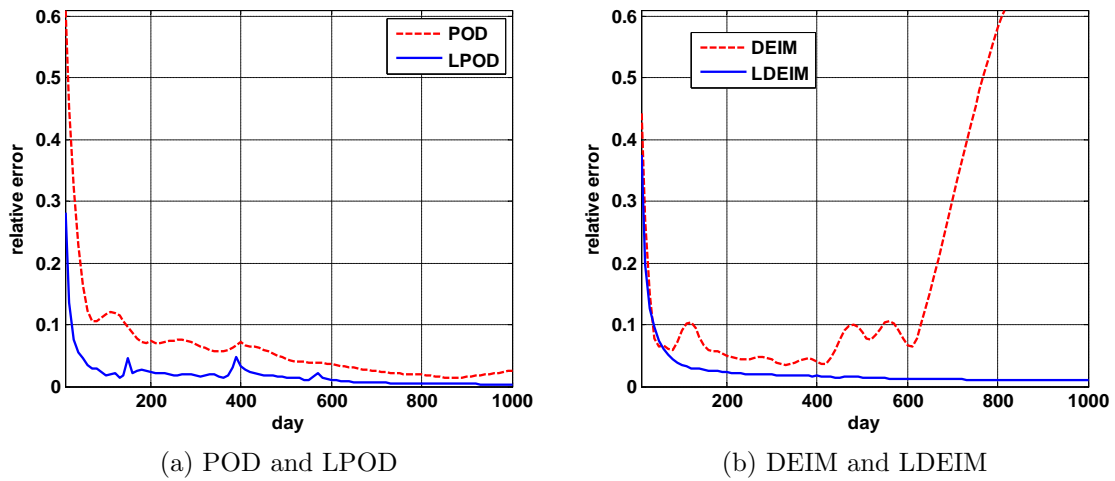 0.6
0.5
0.4
0.3
0.2
0.1
0
relative error
POD
LPOD
200
400
600
800
1000
day
(a) POD and LPOD
0.6
0.5
0.4
0.3
0.2
0.1
0
relative error
DEIM
LDEIM
200
400
600
800
1000
day
(b) DEIM and LDEIM